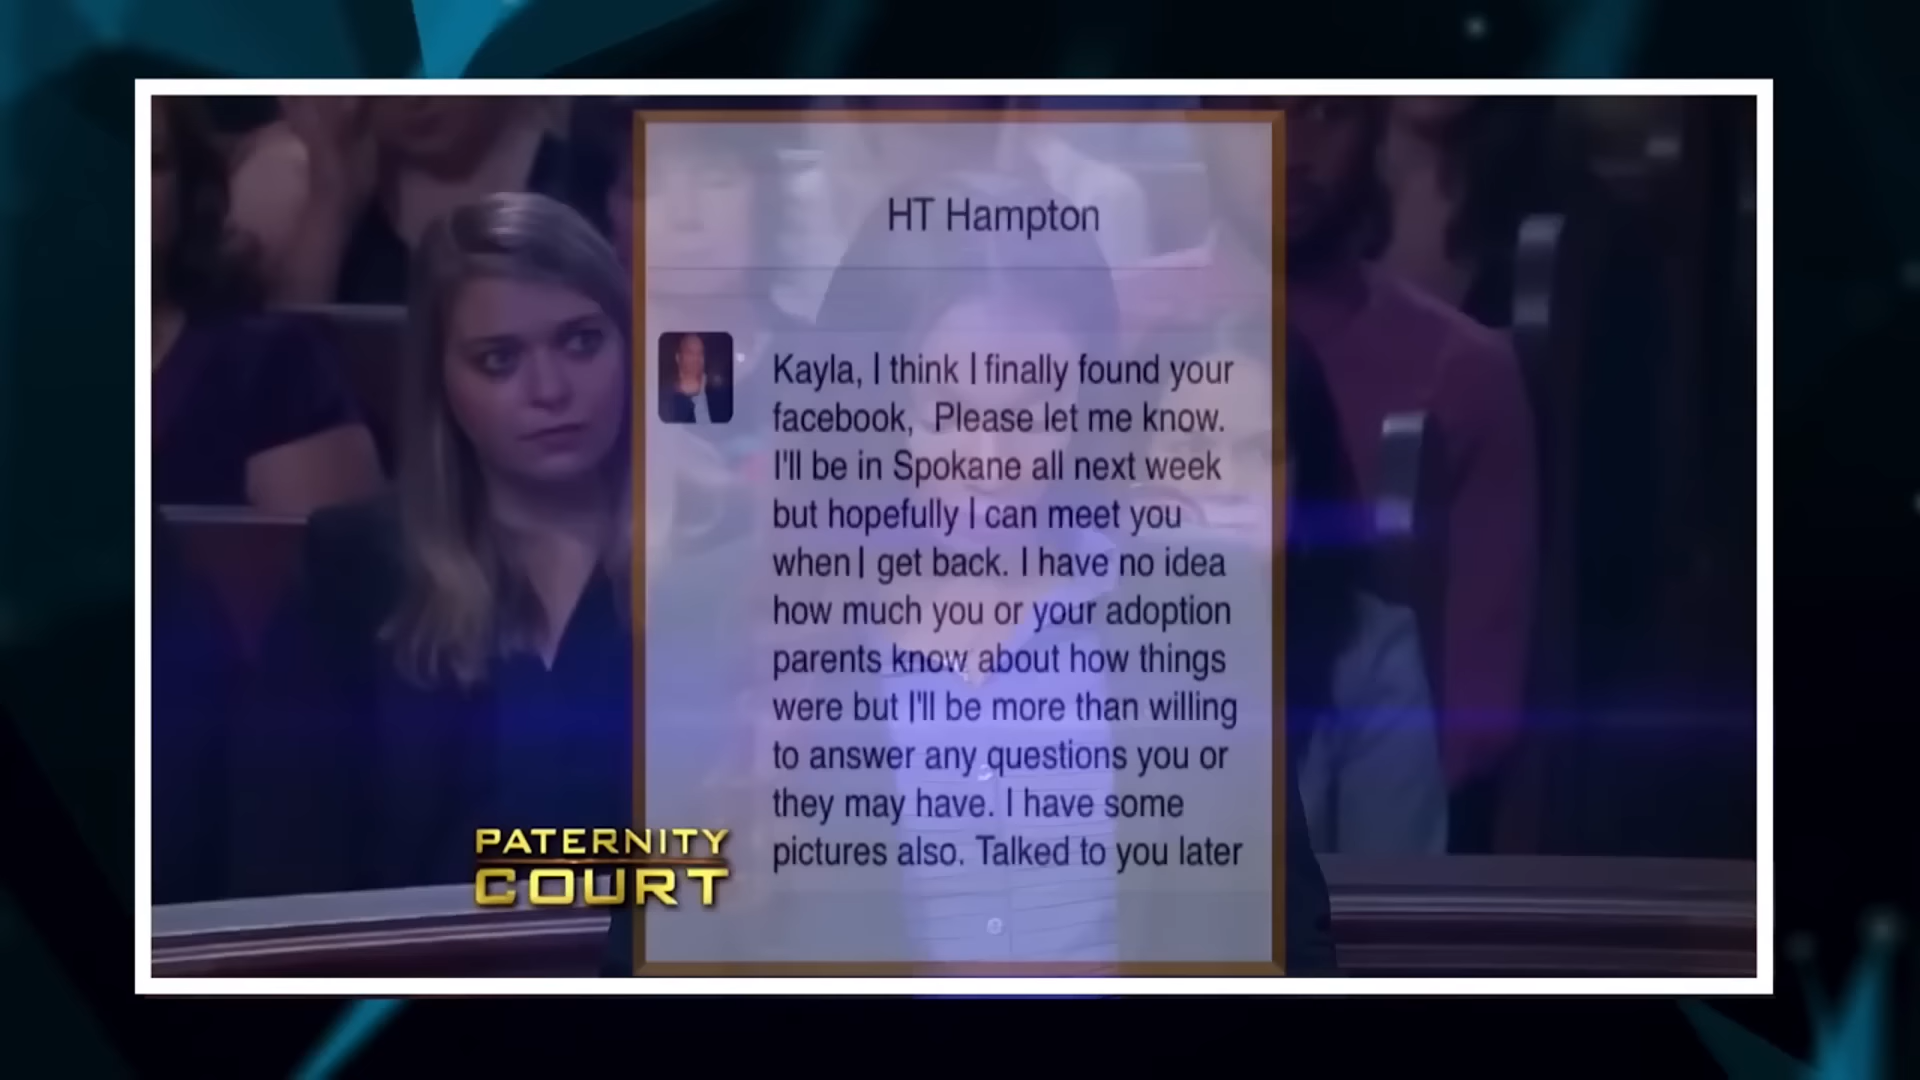 HT Hampton
Kayla, I think I finally found your
facebook,  Please let me know.
I'll be in Spokane all next week
but hopefully I can meet you
when I get back. I have no idea
how much you or your adoption
parents know about how things
were but I'll be more than willing
to answer any questions you or
they may have. I have some
pictures also. Talked to you later
PATERNITY
COURT